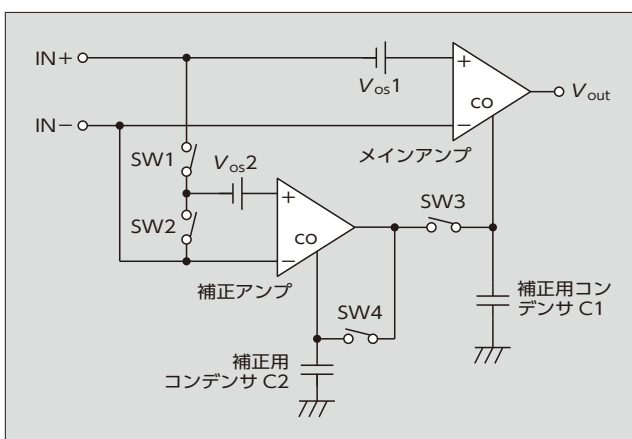 IN+
Vos1
+
CO
−
Vout
IN−
メインアンプ
SW1
Vos2
+
SW3
SW2
CO
−
補正アンプ
補正用コン
デンサ C1
SW4
補正用
コンデンサ C2